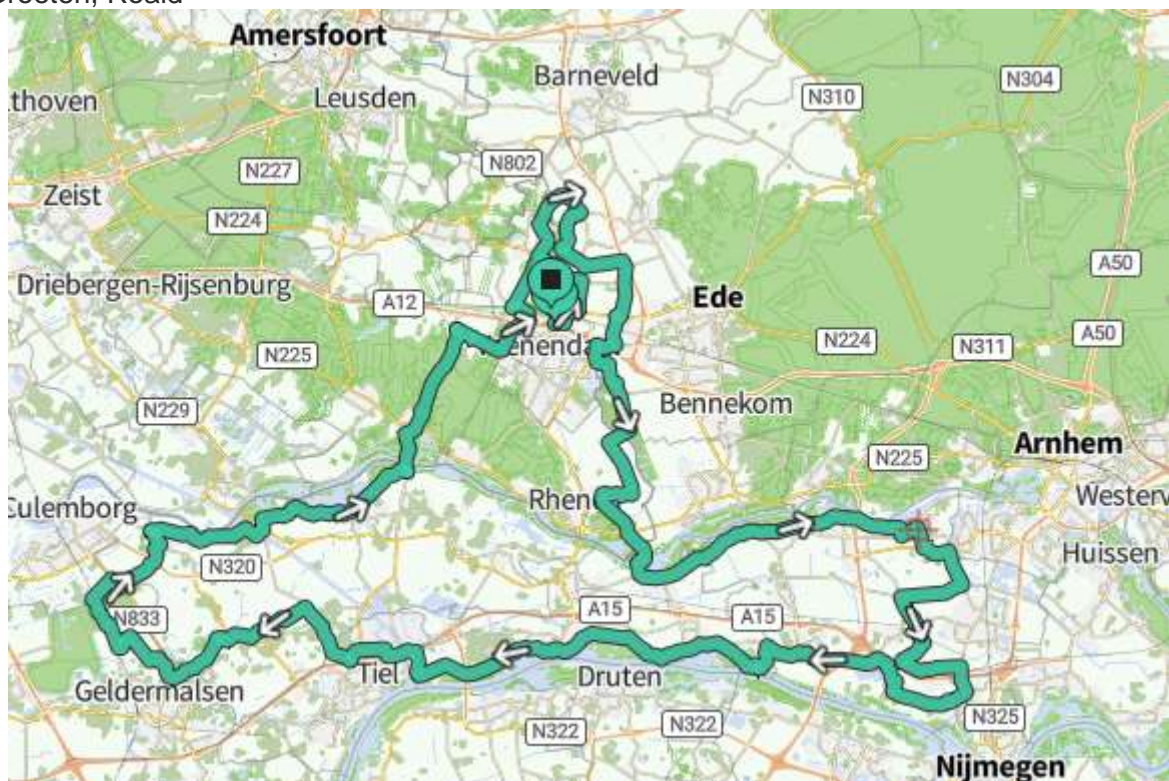 Groeten, Roald
Amersfoort
Barneveld
N304
thoven
Leusden
N310
N802
N227
Zeist
N224
A50
Driebergen-Rijsenburg
A12
Ede
A50
N224
N311
N225
N229
Bennekom
Arnhem
N225
Rhen
Westerv
Culemborg
Huissen
N320
N833
A15
A15
Geldermalsen
Tiel
Druten
N322
N322
N325
Nijmegen